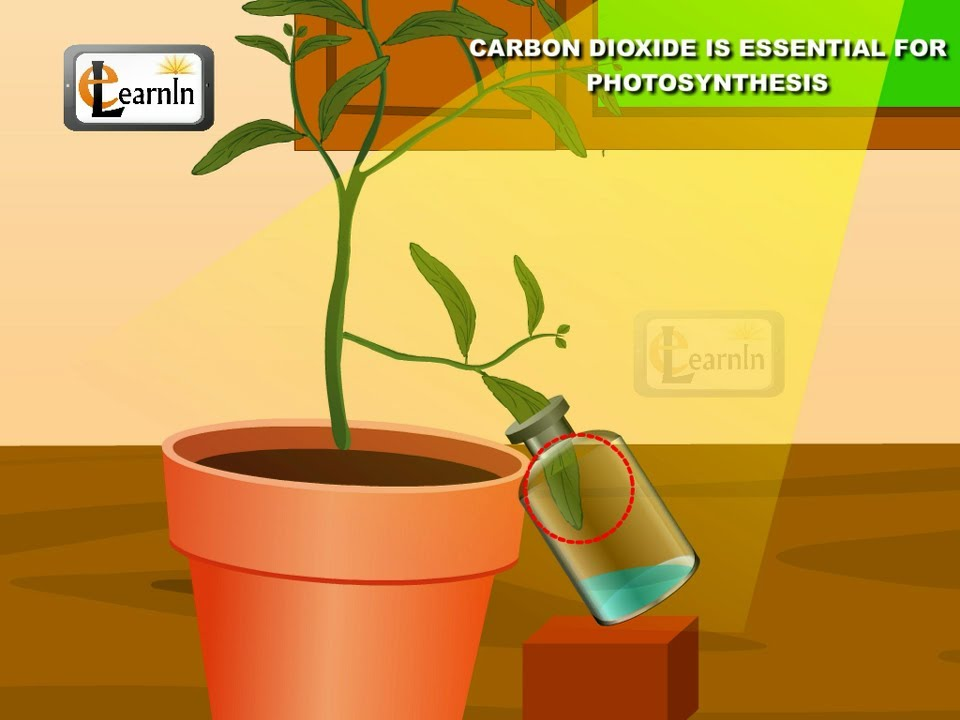 CARBON DIOXIDE IS ESSENTIAL FOR
PHOTOSYNTHESIS
eLearnIn
eLearnIn